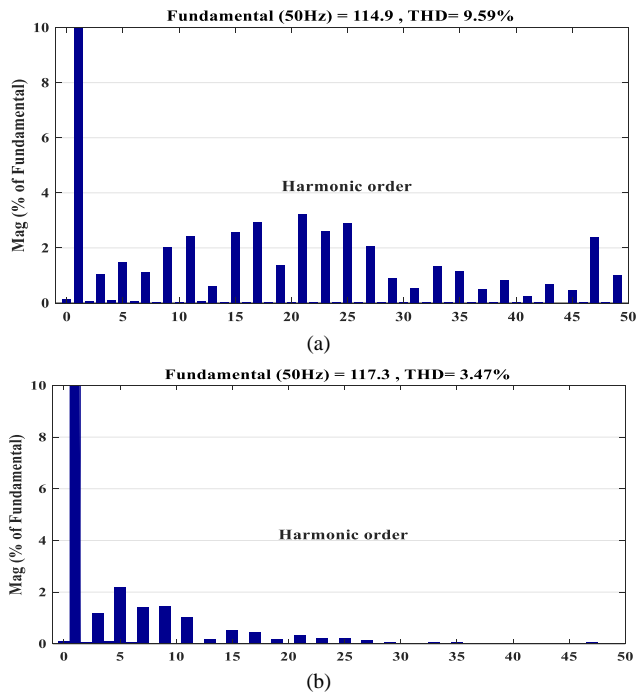 Fundamental (50Hz) = 114.9 , THD= 9.59%
10
8
6
4
2
0
Mag (% of Fundamental)
Harmonic order
0 5 10 15 20 25 30 35 40 45 50
(a)
Fundamental (50Hz) = 117.3 , THD= 3.47%
10
8
6
4
2
0
Mag (% of Fundamental)
Harmonic order
0 5 10 15 20 25 30 35 40 45 50
(b)